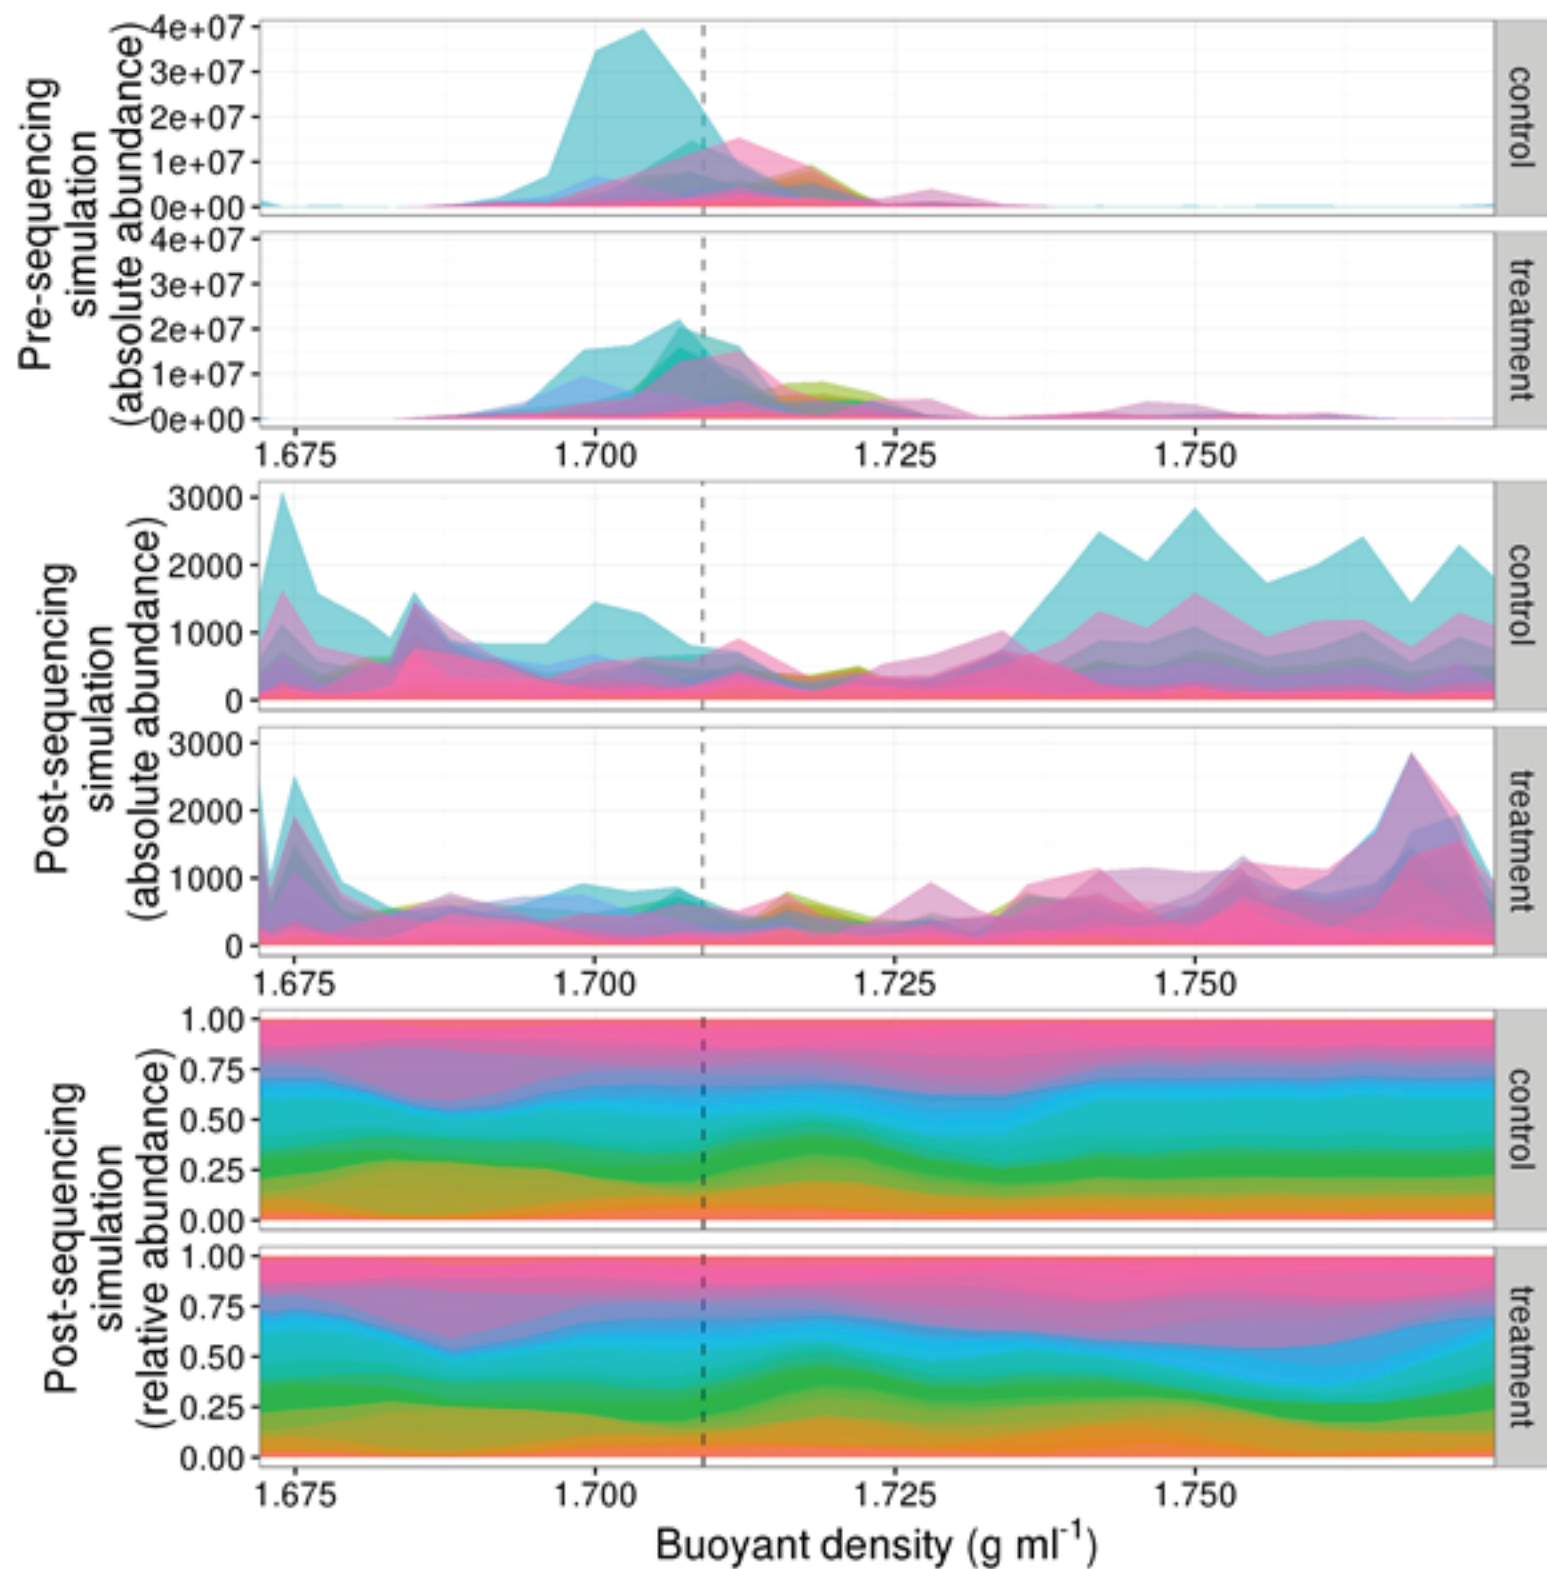 Pre-sequencing
simulation
(absolute abundance)
4e+07
3e+07
2e+07
1e+07
0e+00
control
4e+07
3e+07
2e+07
1e+07
0e+00
treatment
1.675 1.700 1.725 1.750
Post-sequencing
simulation
(absolute abundance)
3000
2000
1000
0
control
3000
2000
1000
0
treatment
1.675 1.700 1.725 1.750
Post-sequencing
simulation
(relative abundance)
1.00
0.75
0.50
0.25
0.00
control
1.00
0.75
0.50
0.25
0.00
treatment
1.675 1.700 1.725 1.750
Buoyant density (g ml⁻¹)